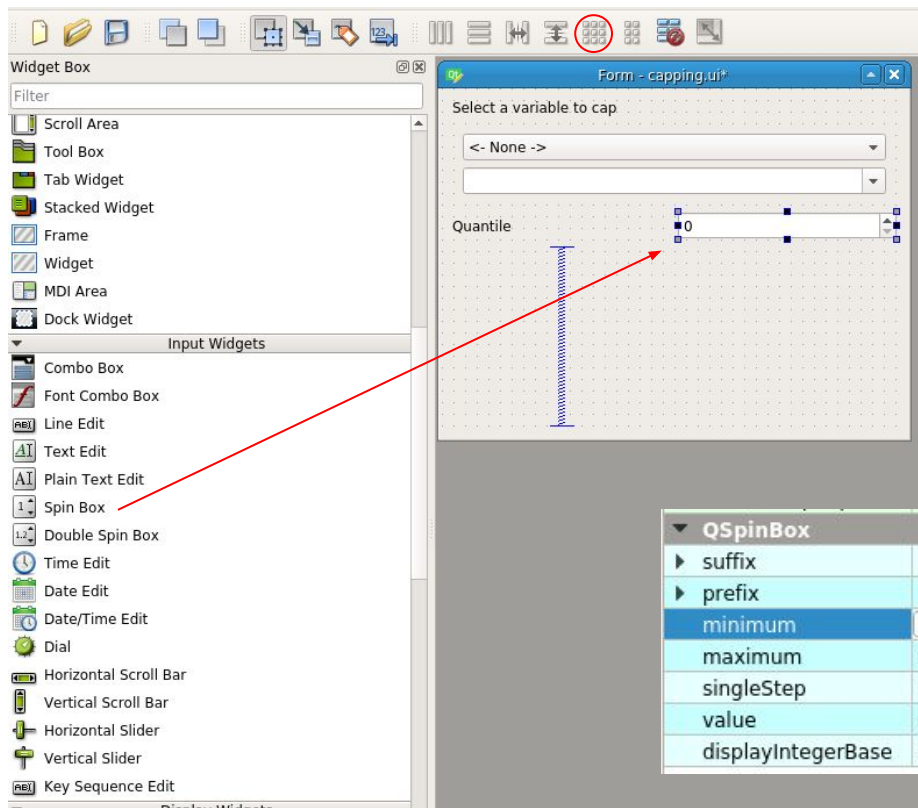 Widget Box
Form - capping.ui*
Filter
Select a variable to cap
Scroll Area
Tool Box
<- None ->
Tab Widget
Stacked Widget
Frame
Quantile
0
Widget
MDI Area
Dock Widget
Input Widgets
Combo Box
Font Combo Box
Line Edit
Text Edit
Plain Text Edit
Spin Box
Double Spin Box
Time Edit
Date Edit
Date/Time Edit
Dial
Horizontal Scroll Bar
Vertical Scroll Bar
Horizontal Slider
Vertical Slider
Key Sequence Edit
QSpinBox
suffix
prefix
minimum
maximum
singleStep
value
displayIntegerBase